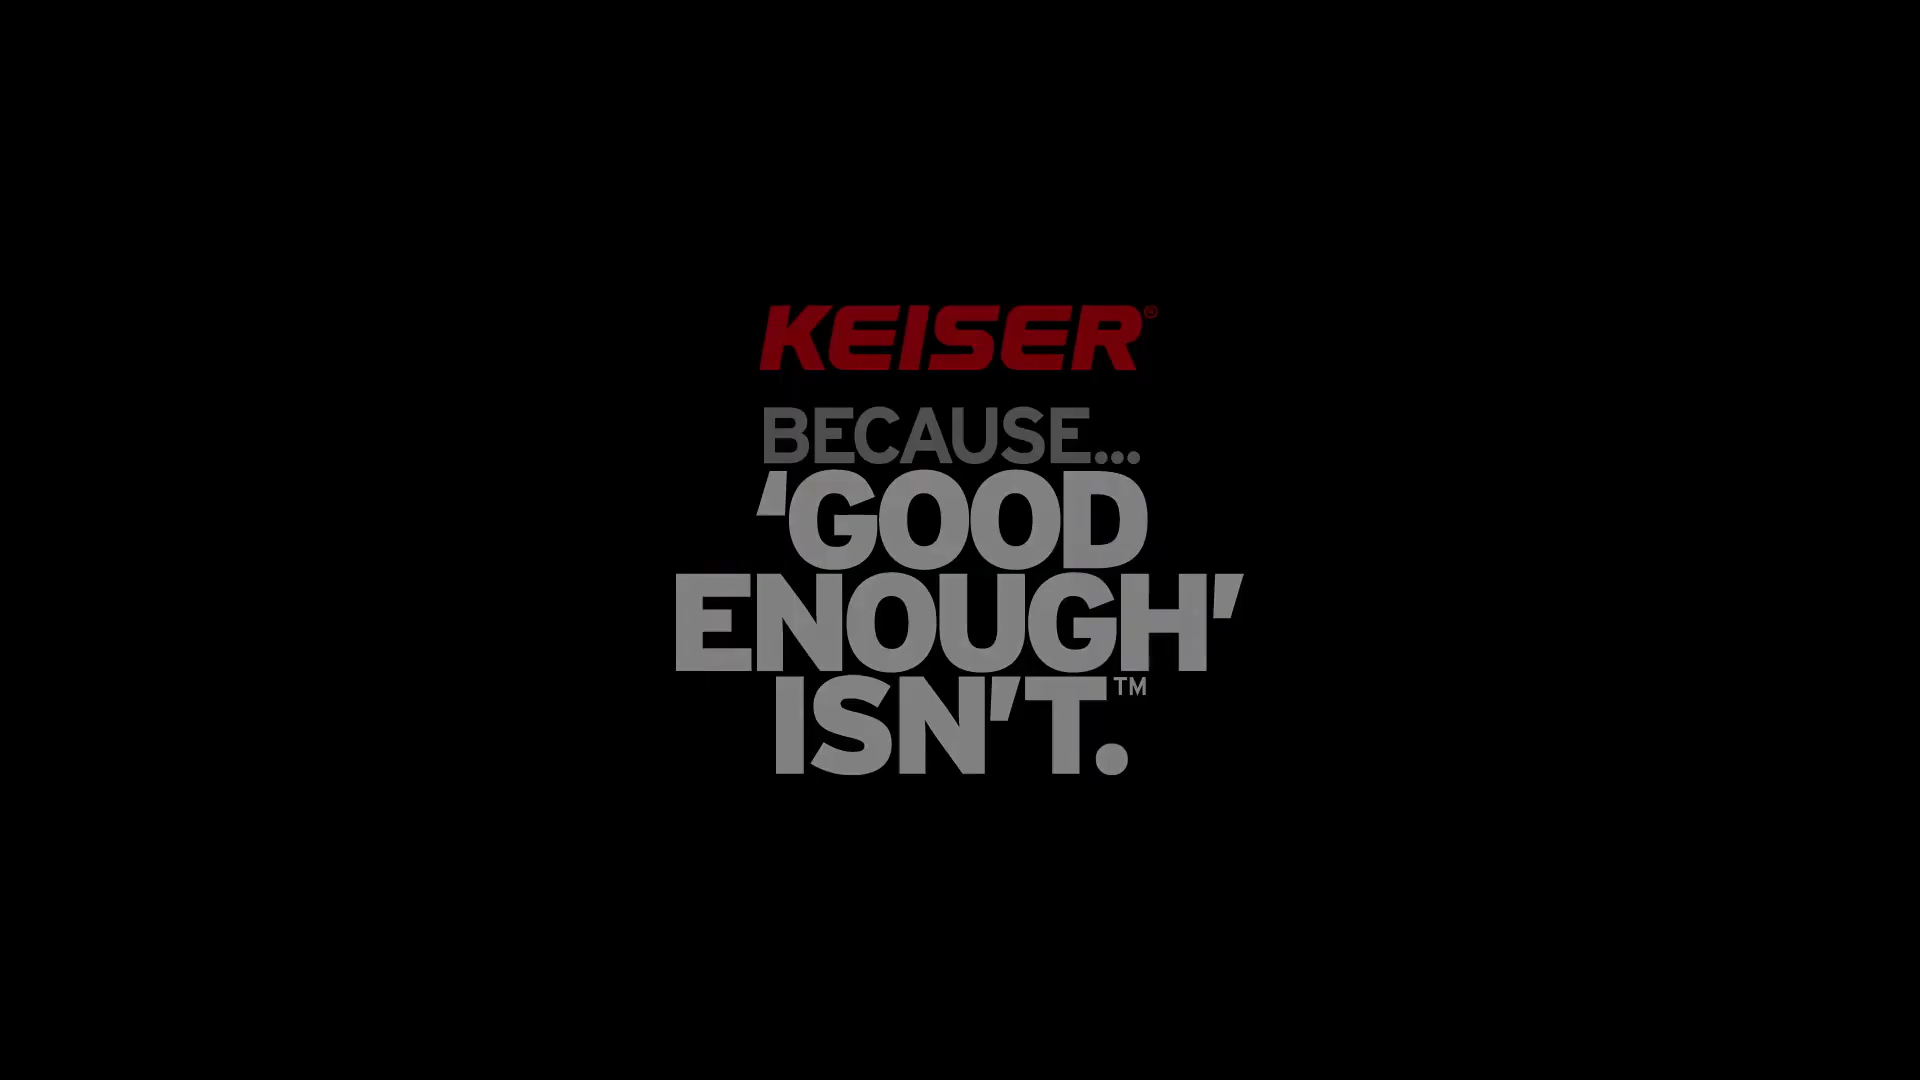 KEISER®
BECAUSE...
‘GOOD
ENOUGH’
ISN'T.™